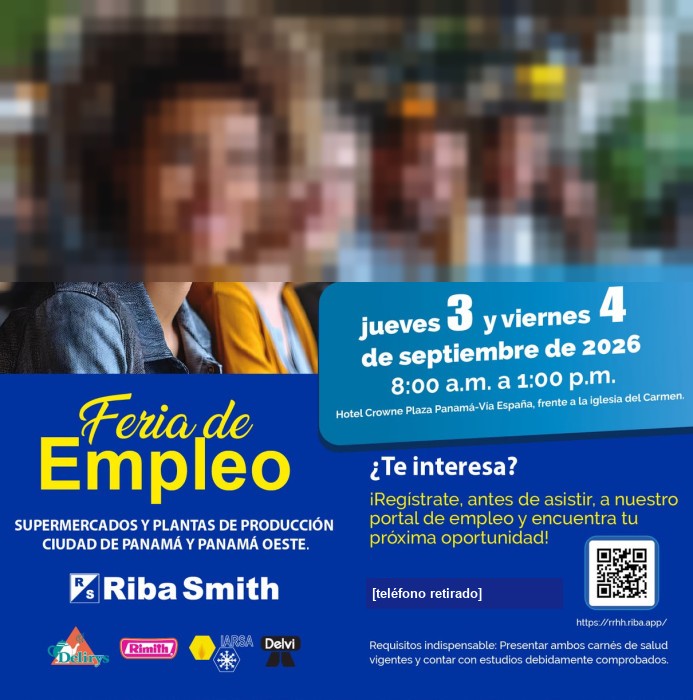 jueves 3 y viernes 4
de septiembre de 2026
8:00 a.m. a 1:00 p.m.
Hotel Crowne Plaza Panamá-Vía España, frente a la iglesia del Carmen.
Feria de
Empleo
SUPERMERCADOS Y PLANTAS DE PRODUCCIÓN
CIUDAD DE PANAMÁ Y PANAMÁ OESTE.
RS Riba Smith
Delirys
Rimith
IARSA
Delvi
¿Te interesa?
¡Regístrate, antes de asistir, a nuestro
portal de empleo y encuentra tu
próxima oportunidad!
[teléfono retirado]
https://rrhh.riba.app/
Requisitos indispensable: Presentar ambos carnés de salud
vigentes y contar con estudios debidamente comprobados.